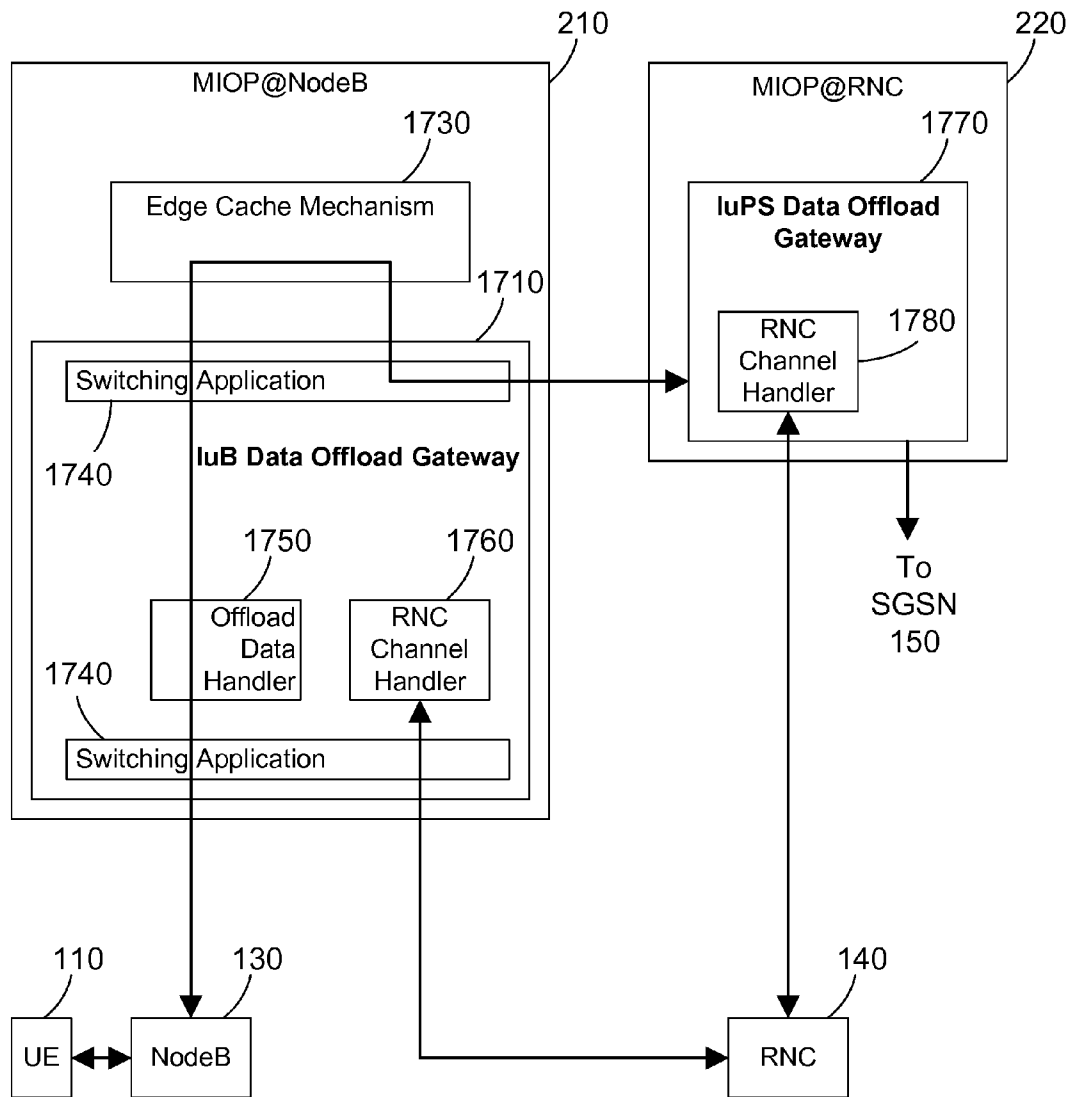 210
220
MIOP@NodeB
MIOP@RNC
1730
1770
Edge Cache Mechanism
IuPS Data Offload
Gateway
1710
1780
RNC
Channel
Handler
Switching Application
1740
IuB Data Offload Gateway
1750
1760
Offload
Data
Handler
RNC
Channel
Handler
To
SGSN
150
1740
Switching Application
110
130
140
UE
NodeB
RNC